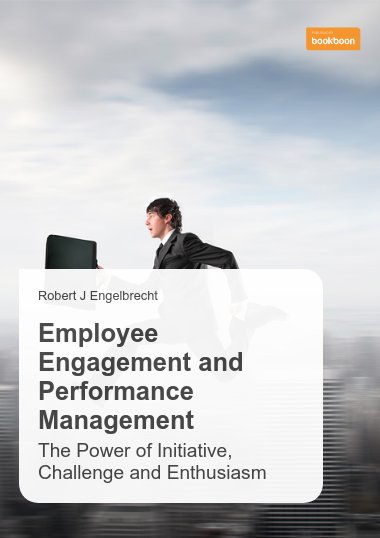 bookboon
Robert J Engelbrecht
Employee
Engagement and
Performance
Management
The Power of Initiative,
Challenge and Enthusiasm